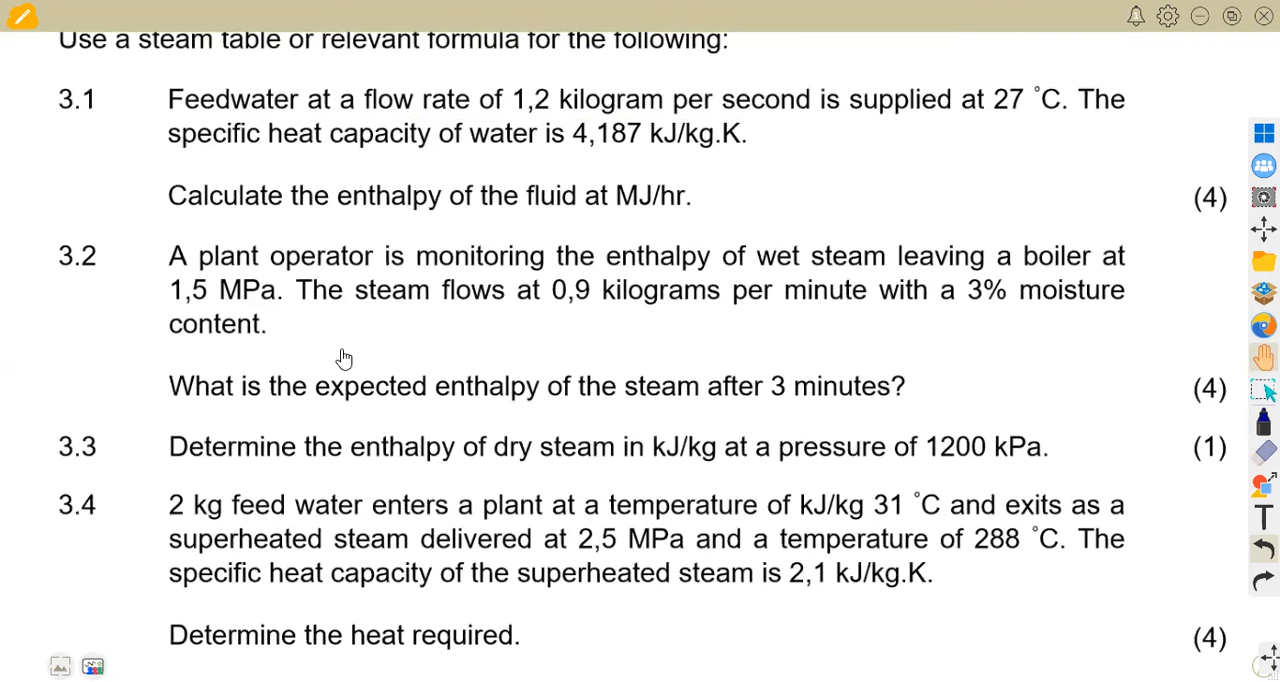 Use a steam table or relevant formula for the following:
3.1 Feedwater at a flow rate of 1,2 kilogram per second is supplied at 27 ˚C. The
specific heat capacity of water is 4,187 kJ/kg.K.
Calculate the enthalpy of the fluid at MJ/hr. (4)
3.2 A plant operator is monitoring the enthalpy of wet steam leaving a boiler at
1,5 MPa. The steam flows at 0,9 kilograms per minute with a 3% moisture
content.
What is the expected enthalpy of the steam after 3 minutes? (4)
3.3 Determine the enthalpy of dry steam in kJ/kg at a pressure of 1200 kPa. (1)
3.4 2 kg feed water enters a plant at a temperature of kJ/kg 31 ˚C and exits as a
superheated steam delivered at 2,5 MPa and a temperature of 288 ˚C. The
specific heat capacity of the superheated steam is 2,1 kJ/kg.K.
Determine the heat required. (4)